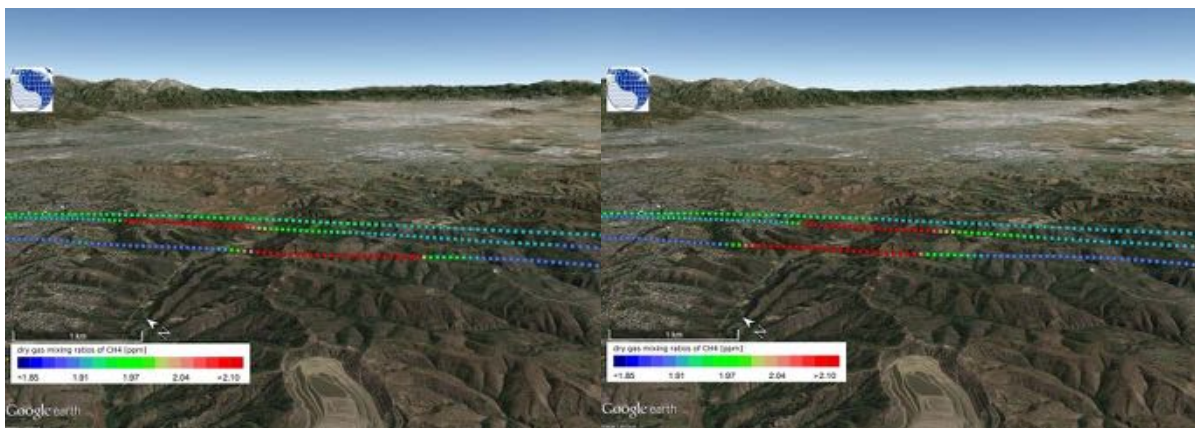 1 km
N
dry gas mixing ratios of CH4 [ppm]
<1.85 1.91 1.97 2.04 >2.10
Google earth
1 km
N
dry gas mixing ratios of CH4 [ppm]
<1.85 1.91 1.97 2.04 >2.10
Google earth